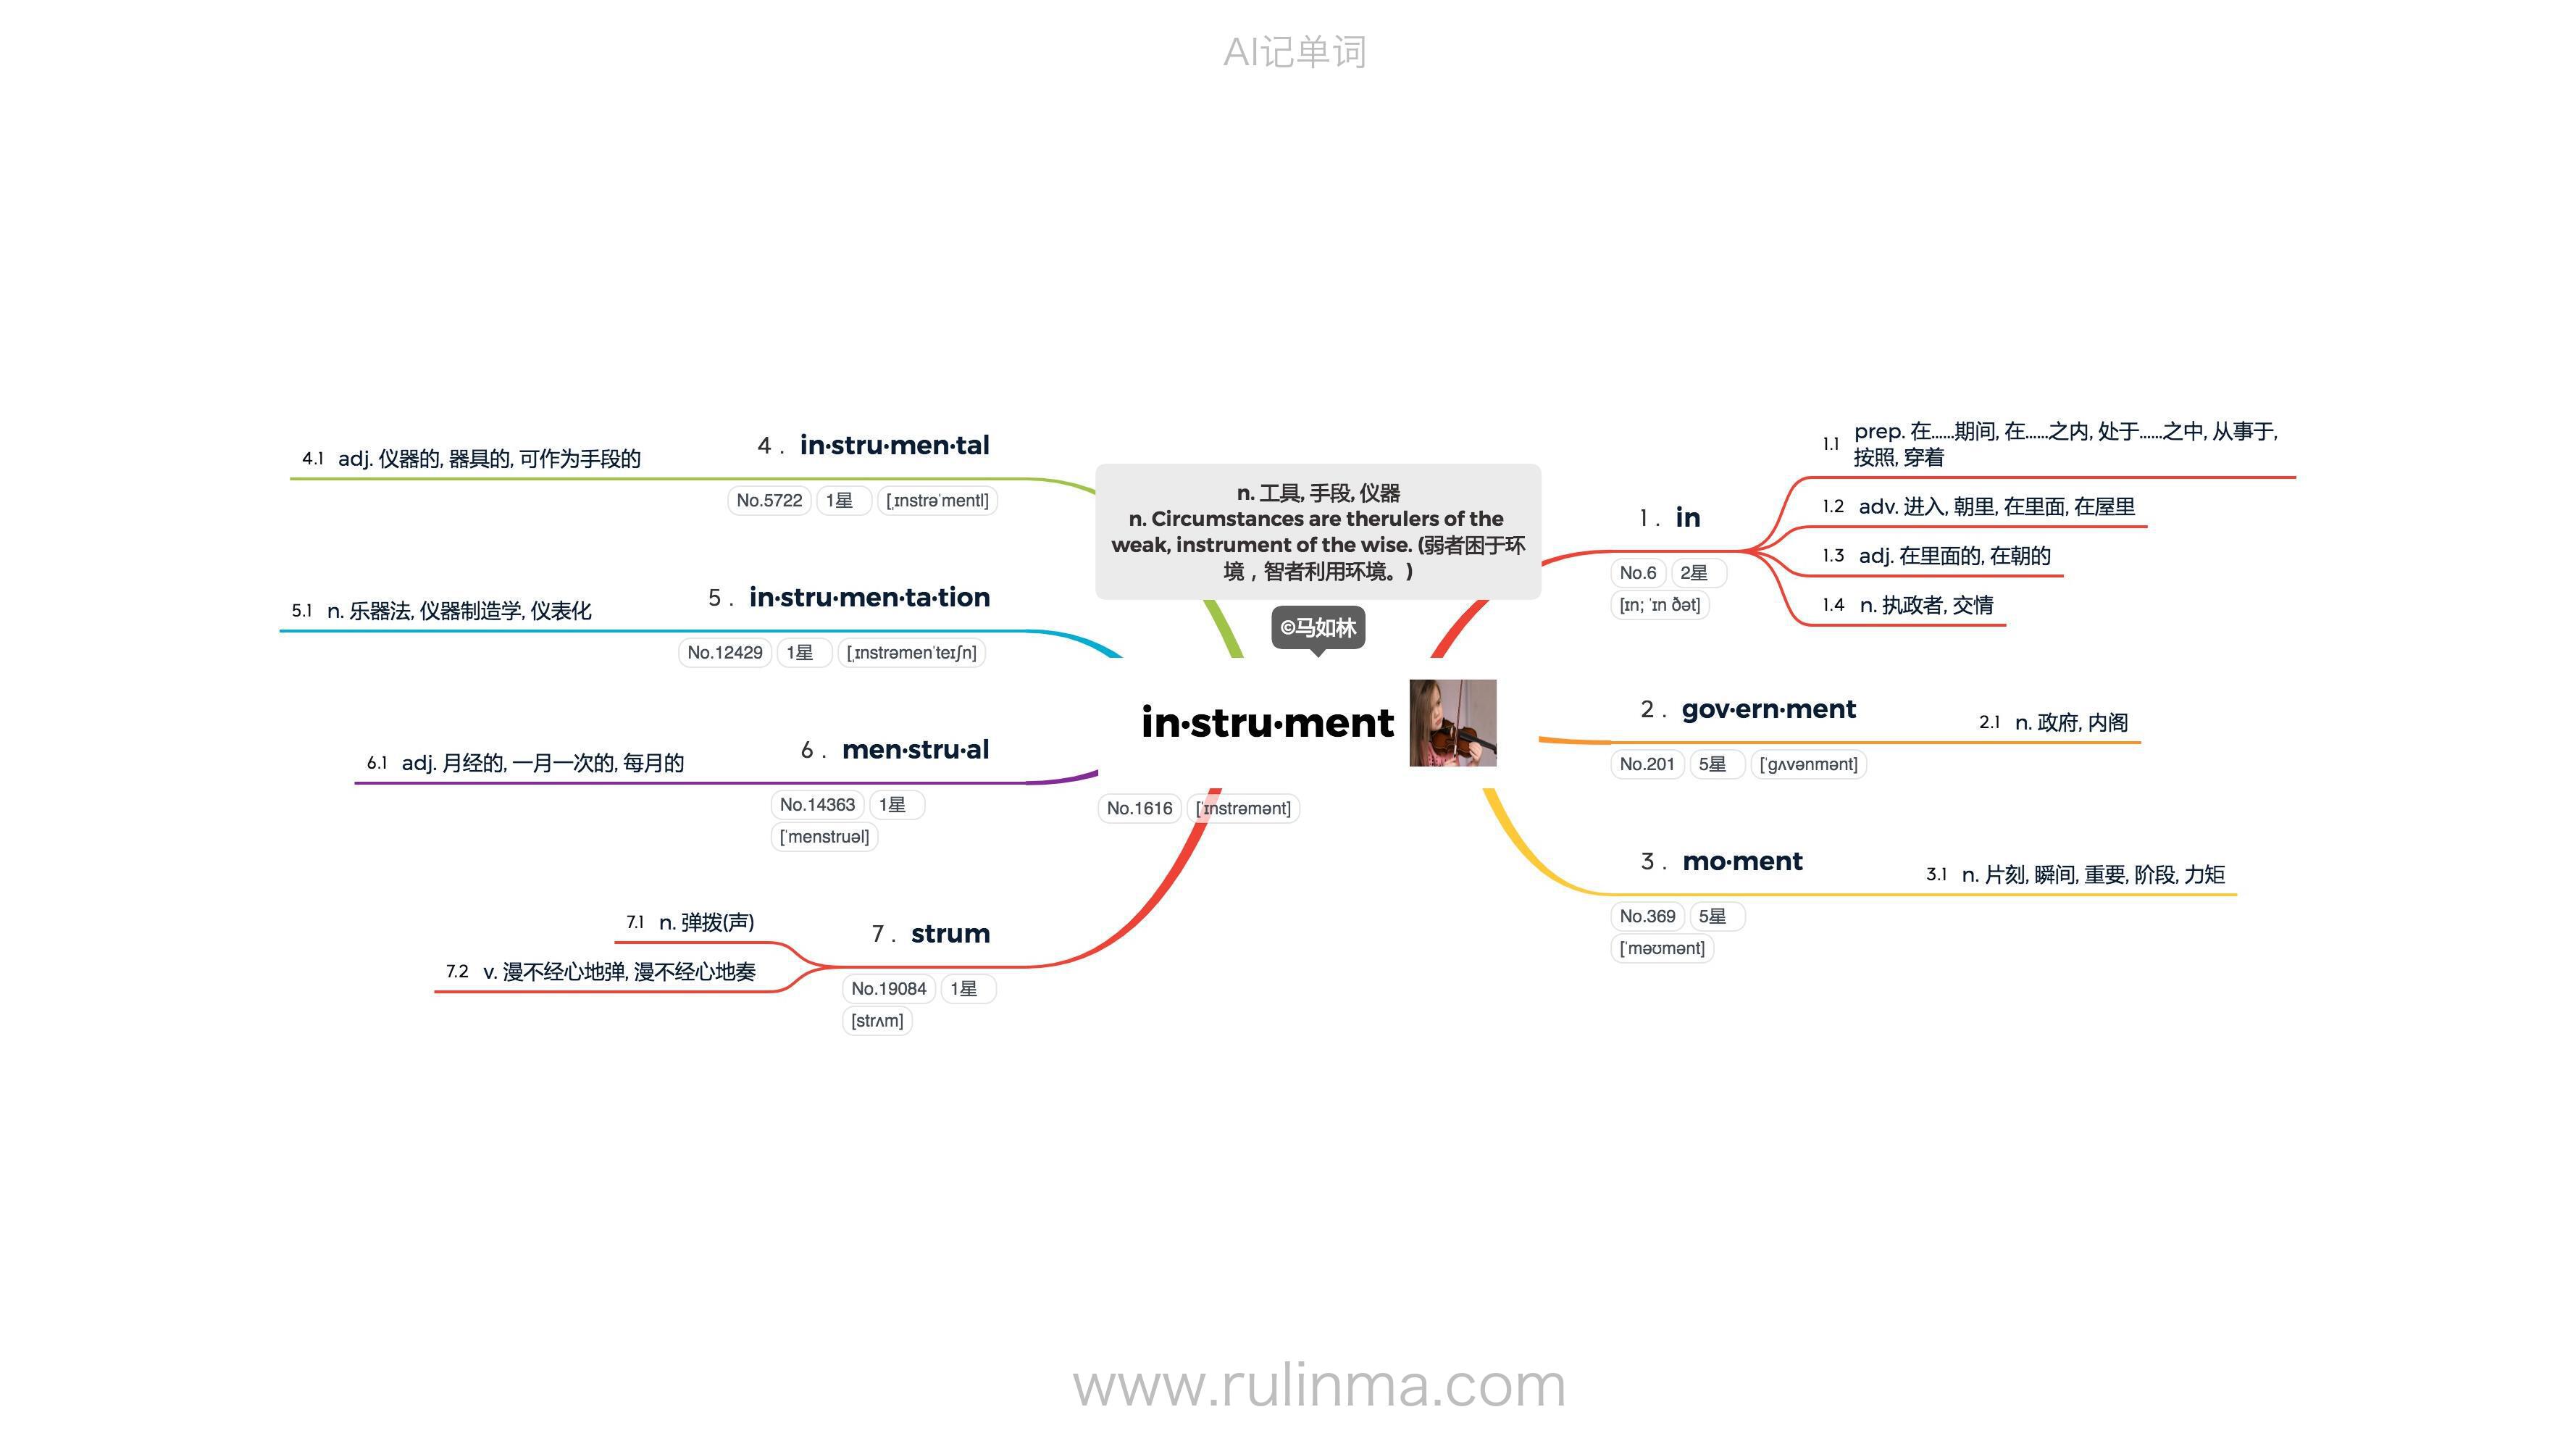 AI记单词
n. 工具, 手段, 仪器
n. Circumstances are therulers of the
weak, instrument of the wise. (弱者困于环
境，智者利用环境。)
©马如林
in·stru·ment
No.1616 [ˈɪnstrəmənt]
1 . in
No.6 2星
[ɪn; ˈɪn ðət]
1.1 prep. 在……期间, 在……之内, 处于……之中, 从事于,
按照, 穿着
1.2 adv. 进入, 朝里, 在里面, 在屋里
1.3 adj. 在里面的, 在朝的
1.4 n. 执政者, 交情
2 . gov·ern·ment
No.201 5星 [ˈɡʌvənmənt]
2.1 n. 政府, 内阁
3 . mo·ment
No.369 5星
[ˈməʊmənt]
3.1 n. 片刻, 瞬间, 重要, 阶段, 力矩
4 . in·stru·men·tal
No.5722 1星 [ˌɪnstrəˈmentl]
4.1 adj. 仪器的, 器具的, 可作为手段的
5 . in·stru·men·ta·tion
No.12429 1星 [ˌɪnstrəmenˈteɪʃn]
5.1 n. 乐器法, 仪器制造学, 仪表化
6 . men·stru·al
No.14363 1星
[ˈmenstruəl]
6.1 adj. 月经的, 一月一次的, 每月的
7 . strum
No.19084 1星
[strʌm]
7.1 n. 弹拨(声)
7.2 v. 漫不经心地弹, 漫不经心地奏
www.rulinma.com